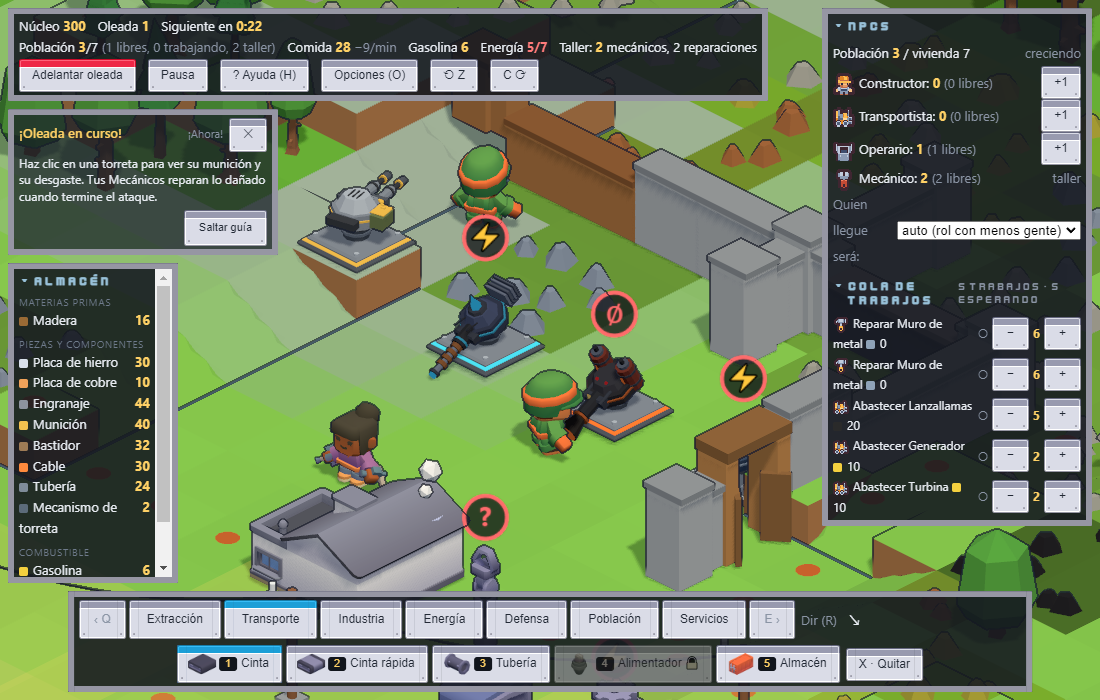 Núcleo 300 Oleada 1 Siguiente en 0:22
Población 3/7 (1 libres, 0 trabajando, 2 taller) Comida 28 −9/min Gasolina 6 Energía 5/7 Taller: 2 mecánicos, 2 reparaciones
Adelantar oleada Pausa ? Ayuda (H) Opciones (O) ⟲ Z C ⟳
¡Oleada en curso! ¡Ahora! ×
Haz clic en una torreta para ver su munición y
su desgaste. Tus Mecánicos reparan lo dañado
cuando termine el ataque.
Saltar guía
ALMACÉN
MATERIAS PRIMAS
Madera 16
PIEZAS Y COMPONENTES
Placa de hierro 30
Placa de cobre 10
Engranaje 44
Munición 40
Bastidor 32
Cable 30
Tubería 24
Mecanismo de 2
torreta
COMBUSTIBLE
Gasolina 6
Ø
?
NPCS
Población 3 / vivienda 7 creciendo
Constructor: 0 (0 libres) +1
Transportista: 0 (0 libres) +1
Operario: 1 (1 libres) +1
Mecánico: 2 (2 libres) taller
Quien
llegue auto (rol con menos gente)
será:
COLA DE 5 TRABAJOS · 5
TRABAJOS ESPERANDO
Reparar Muro de
metal 0 − 6 +
Reparar Muro de
metal 0 − 6 +
Abastecer Lanzallamas
20 − 5 +
Abastecer Generador
10 − 2 +
Abastecer Turbina
10 − 2 +
‹ Q Extracción Transporte Industria Energía Defensa Población Servicios E › Dir (R) ↘
1 Cinta 2 Cinta rápida 3 Tubería 4 Alimentador 5 Almacén X · Quitar